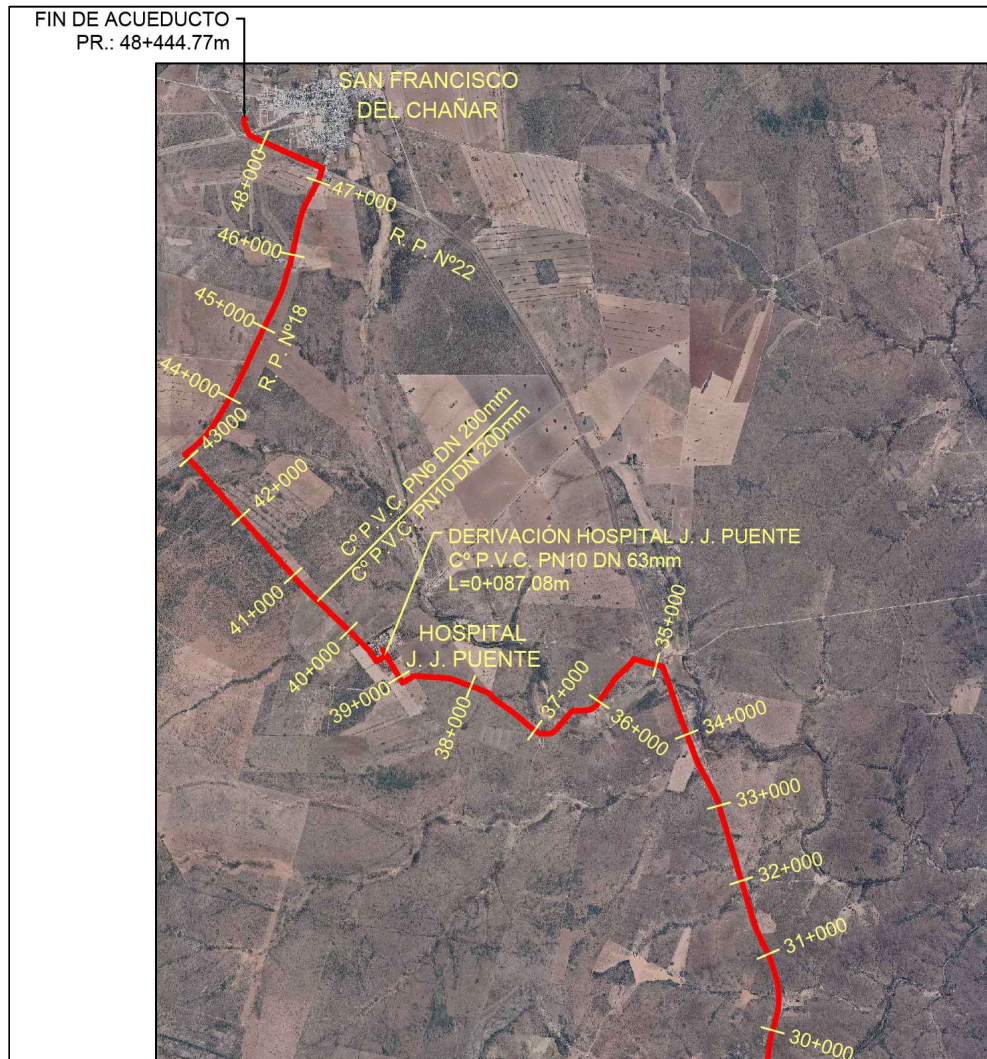 FIN DE ACUEDUCTO
PR.: 48+444.77m
SAN FRANCISCO
DEL CHAÑAR
48+000
47+000
R. P. Nº22
46+000
45+000
R. P. Nº18
44+000
43000
42+000
Cº P.V.C. PN6 DN 200mm
Cº P.V.C. PN10 DN 200mm
DERIVACIÓN HOSPITAL J. J. PUENTE
Cº P.V.C. PN10 DN 63mm
L=0+087.08m
41+000
40+000
HOSPITAL
J. J. PUENTE
39+000
38+000
37+000
36+000
35+000
34+000
33+000
32+000
31+000
30+000